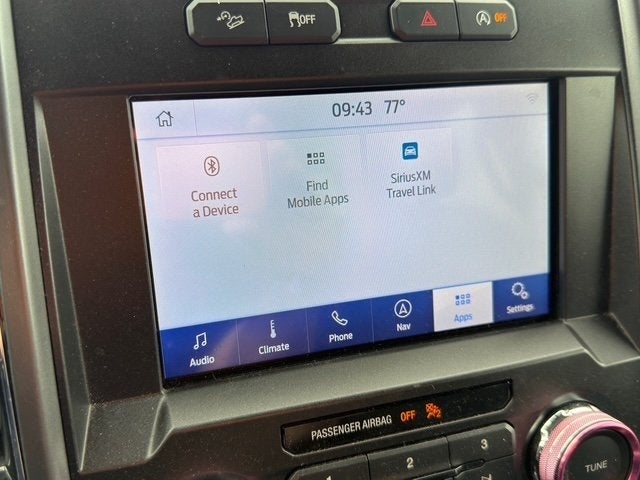 OFF
OFF
09:43 77°
Connect
a Device
Find
Mobile Apps
SiriusXM
Travel Link
Audio
Climate
Phone
Nav
Apps
Settings
PASSENGER AIRBAG OFF
1
2
3
TUNE